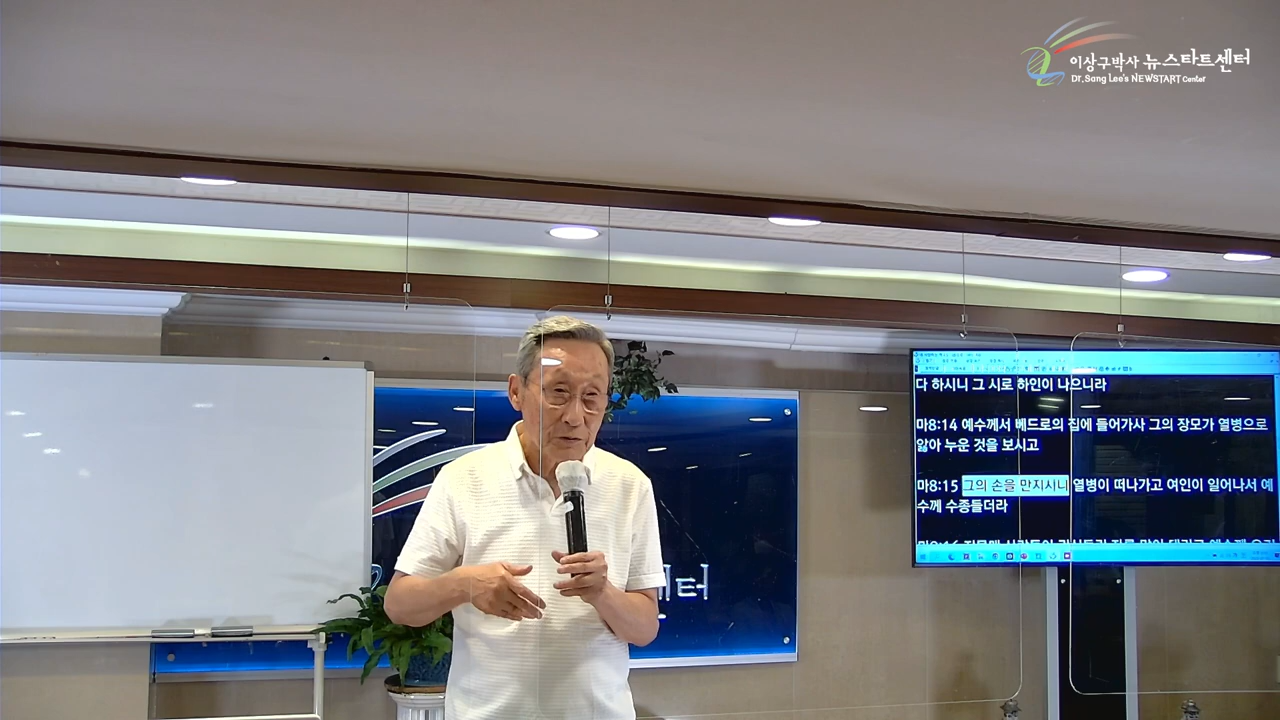 이상구박사 뉴스타트센터
Dr. Sang Lee's NEWSTART Center
다 하시니 그 시로 하인이 나으니라
마8:14 예수께서 베드로의 집에 들어가사 그의 장모가 열병으로
앓아 누운 것을 보시고
마8:15 그의 손을 만지시니 열병이 떠나가고 여인이 일어나서 예
수께 수종들더라
센터